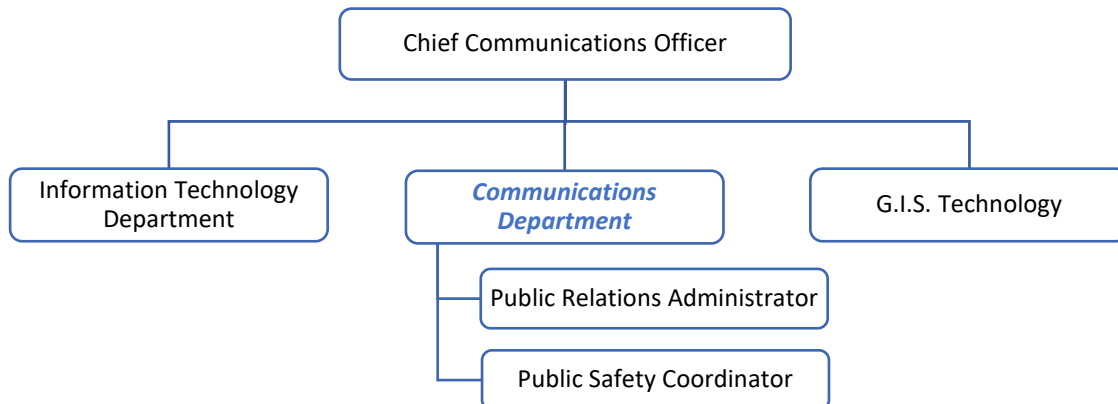 Chief Communications Officer
Information Technology
Department
Communications
Department
G.I.S. Technology
Public Relations Administrator
Public Safety Coordinator